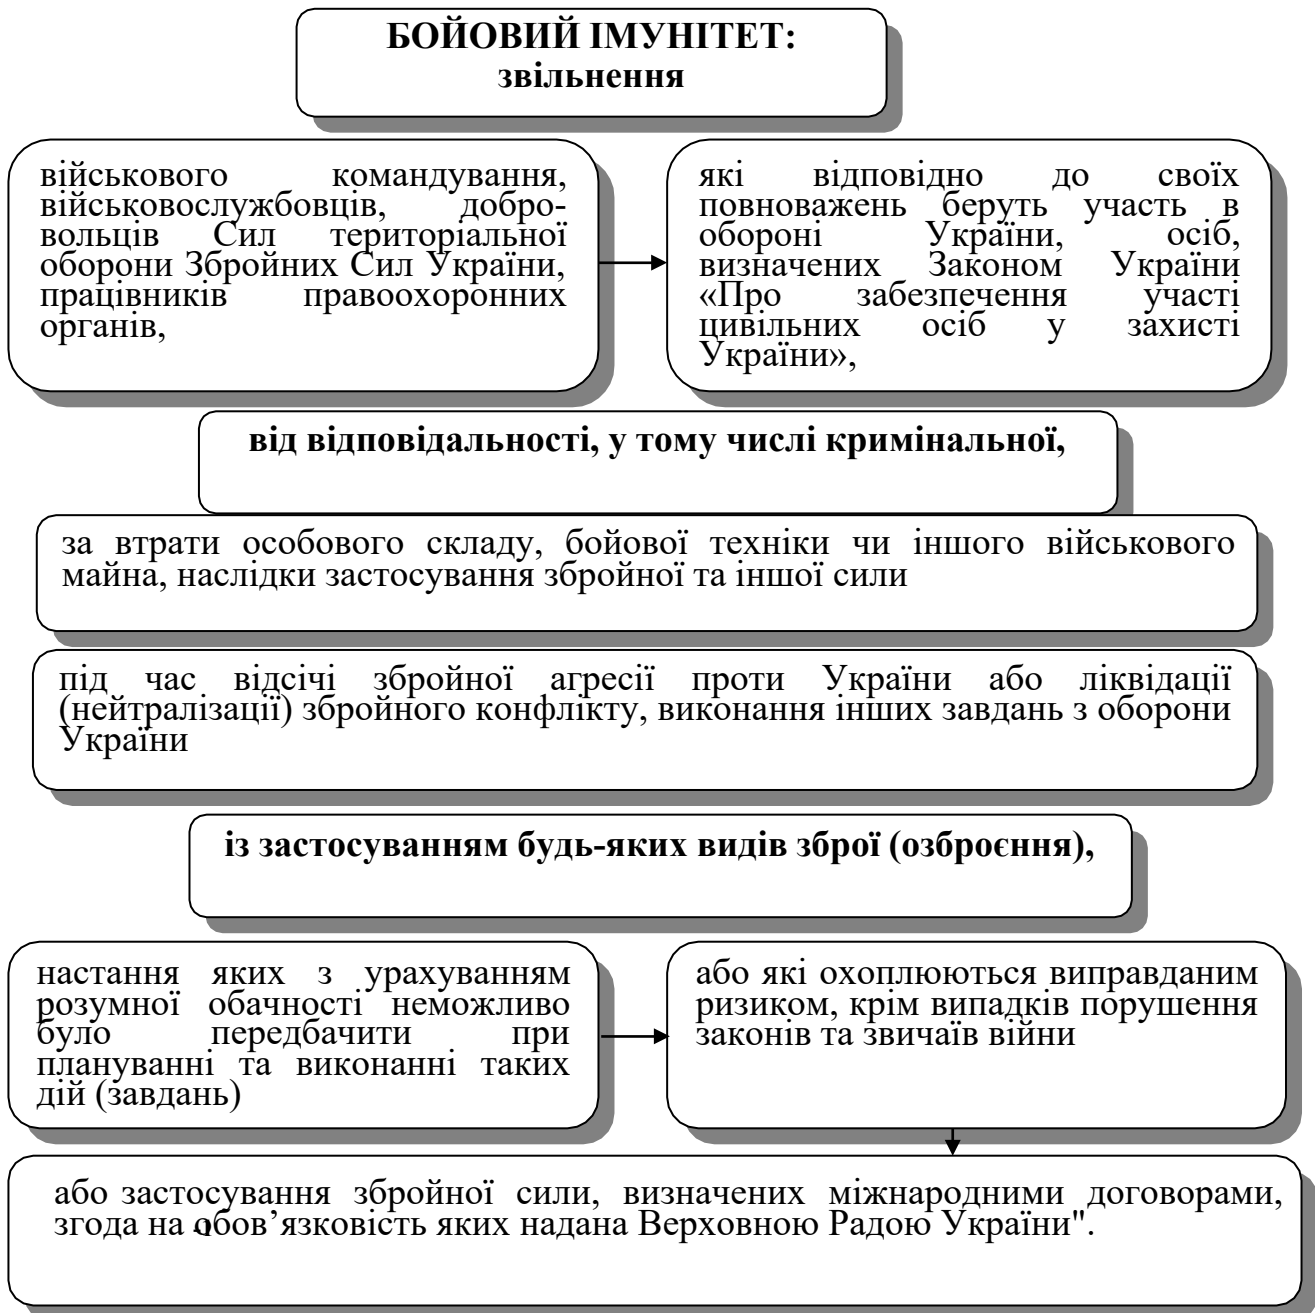 БОЙОВИЙ ІМУНІТЕТ:
звільнення
військового командування,
військовослужбовців, добро-
вольців Сил територіальної
оборони Збройних Сил України,
працівників правоохоронних
органів,
які відповідно до своїх
повноважень беруть участь в
обороні України, осіб,
визначених Законом України
«Про забезпечення участі
цивільних осіб у захисті
України»,
від відповідальності, у тому числі кримінальної,
за втрати особового складу, бойової техніки чи іншого військового
майна, наслідки застосування збройної та іншої сили
під час відсічі збройної агресії проти України або ліквідації
(нейтралізації) збройного конфлікту, виконання інших завдань з оборони
України
із застосуванням будь-яких видів зброї (озброєння),
настання яких з урахуванням
розумної обачності неможливо
було передбачити при
плануванні та виконанні таких
дій (завдань)
або які охоплюються виправданим
ризиком, крім випадків порушення
законів та звичаїв війни
або застосування збройної сили, визначених міжнародними договорами,
згода на обов’язковість яких надана Верховною Радою України".